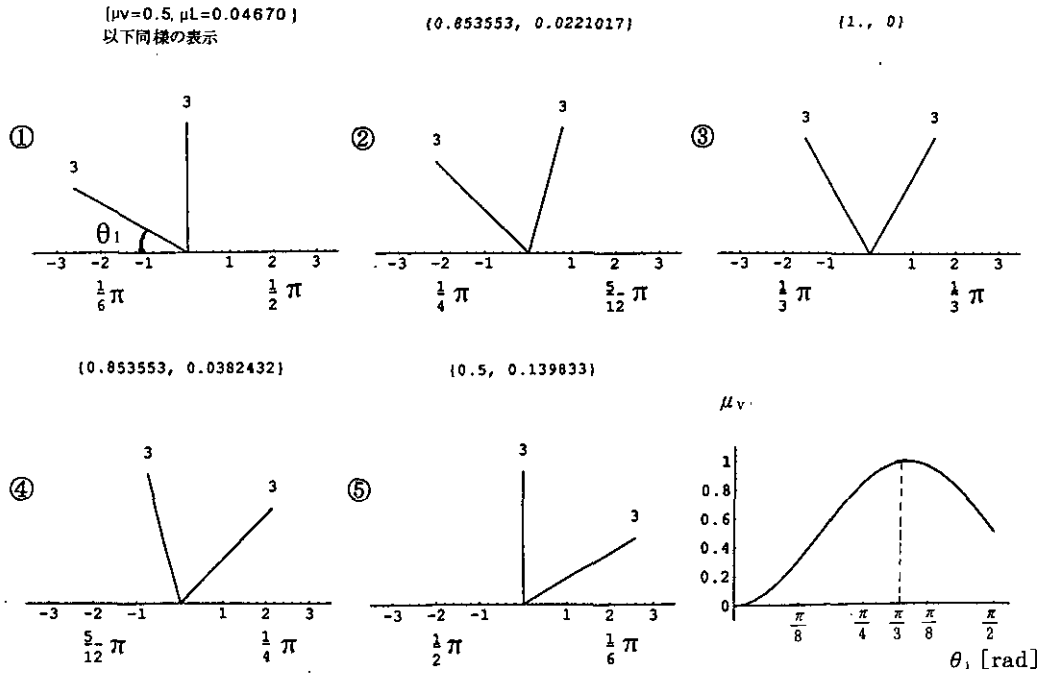 {μv=0.5, μL=0.04670}
以下同様の表示
{0.853553, 0.0221017}
{1., 0}
①
3
3
θ1
-3 -2 -1 1 2 3
1/6 π 1/2 π
②
3
3
-3 -2 -1 1 2 3
1/4 π 5/12 π
③
3
3
-3 -2 -1 1 2 3
1/3 π 1/3 π
{0.853553, 0.0382432}
{0.5, 0.139833}
④
3
3
-3 -2 -1 1 2 3
5/12 π 1/4 π
⑤
3
3
-3 -2 -1 1 2 3
1/2 π 1/6 π
μv
1
0.8
0.6
0.4
0.2
0
π/8 π/4 π/3 π/8 π/2
θ1 [rad]